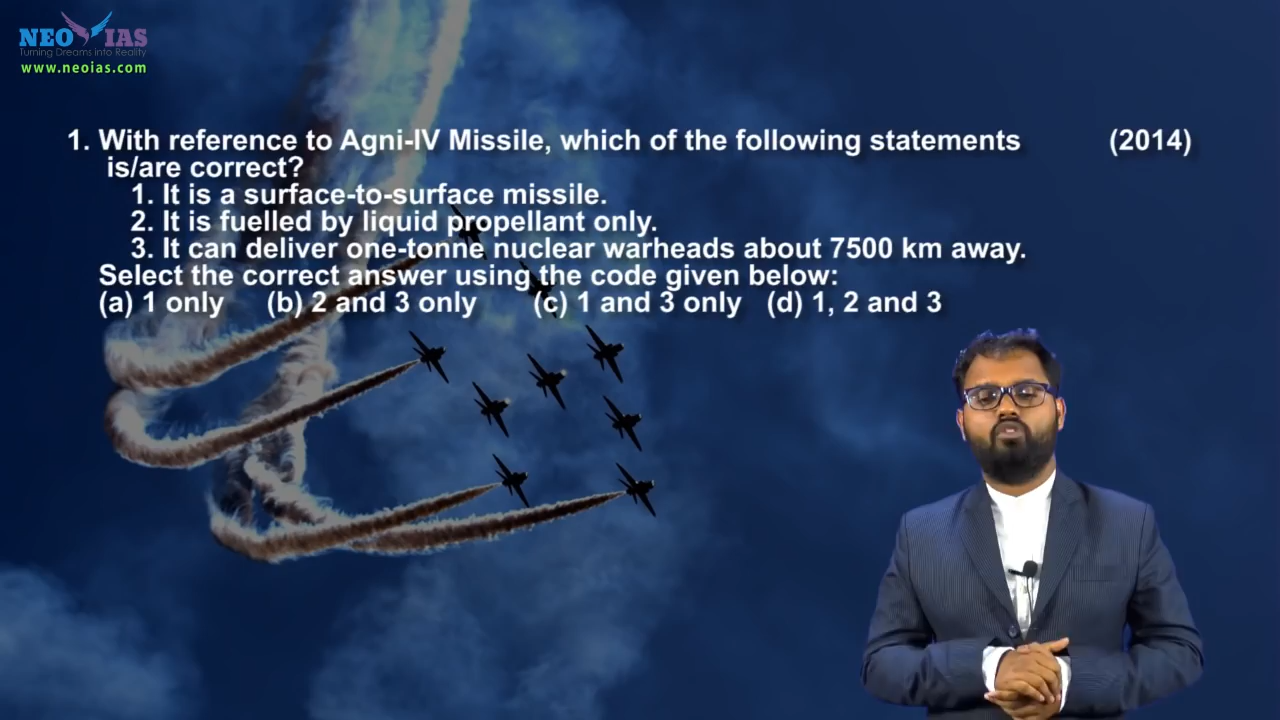 NEO IAS
Turning Dreams into Reality
www.neoias.com
1. With reference to Agni-IV Missile, which of the following statements (2014)
is/are correct?
1. It is a surface-to-surface missile.
2. It is fuelled by liquid propellant only.
3. It can deliver one-tonne nuclear warheads about 7500 km away.
Select the correct answer using the code given below:
(a) 1 only (b) 2 and 3 only (c) 1 and 3 only (d) 1, 2 and 3